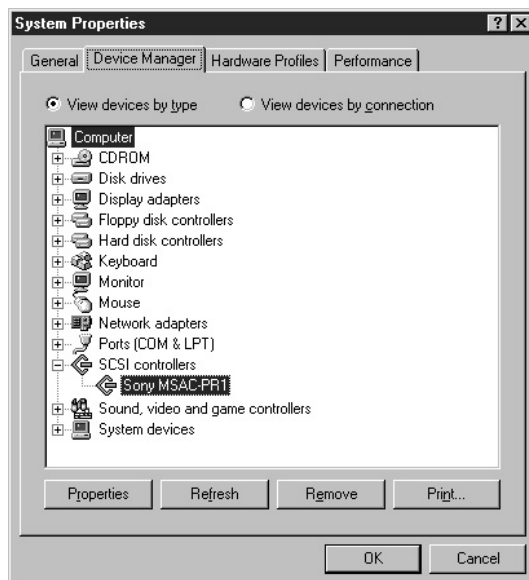 System Properties
General Device Manager Hardware Profiles Performance
View devices by type View devices by connection
Computer
CDROM
Disk drives
Display adapters
Floppy disk controllers
Hard disk controllers
Keyboard
Monitor
Mouse
Network adapters
Ports (COM & LPT)
SCSI controllers
Sony MSAC-PR1
Sound, video and game controllers
System devices
Properties Refresh Remove Print...
OK Cancel